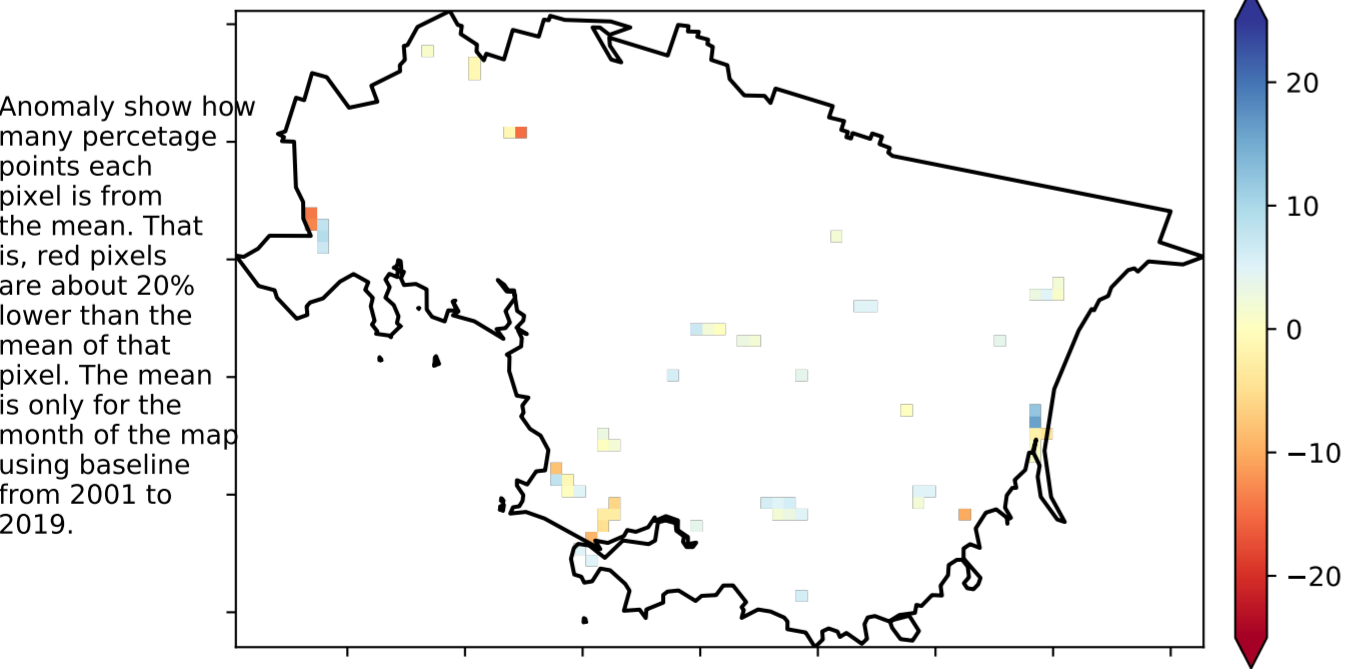 Anomaly show how
many percetage
points each
pixel is from
the mean. That
is, red pixels
are about 20%
lower than the
mean of that
pixel. The mean
is only for the
month of the map
using baseline
from 2001 to
2019.
20
10
0
−10
−20